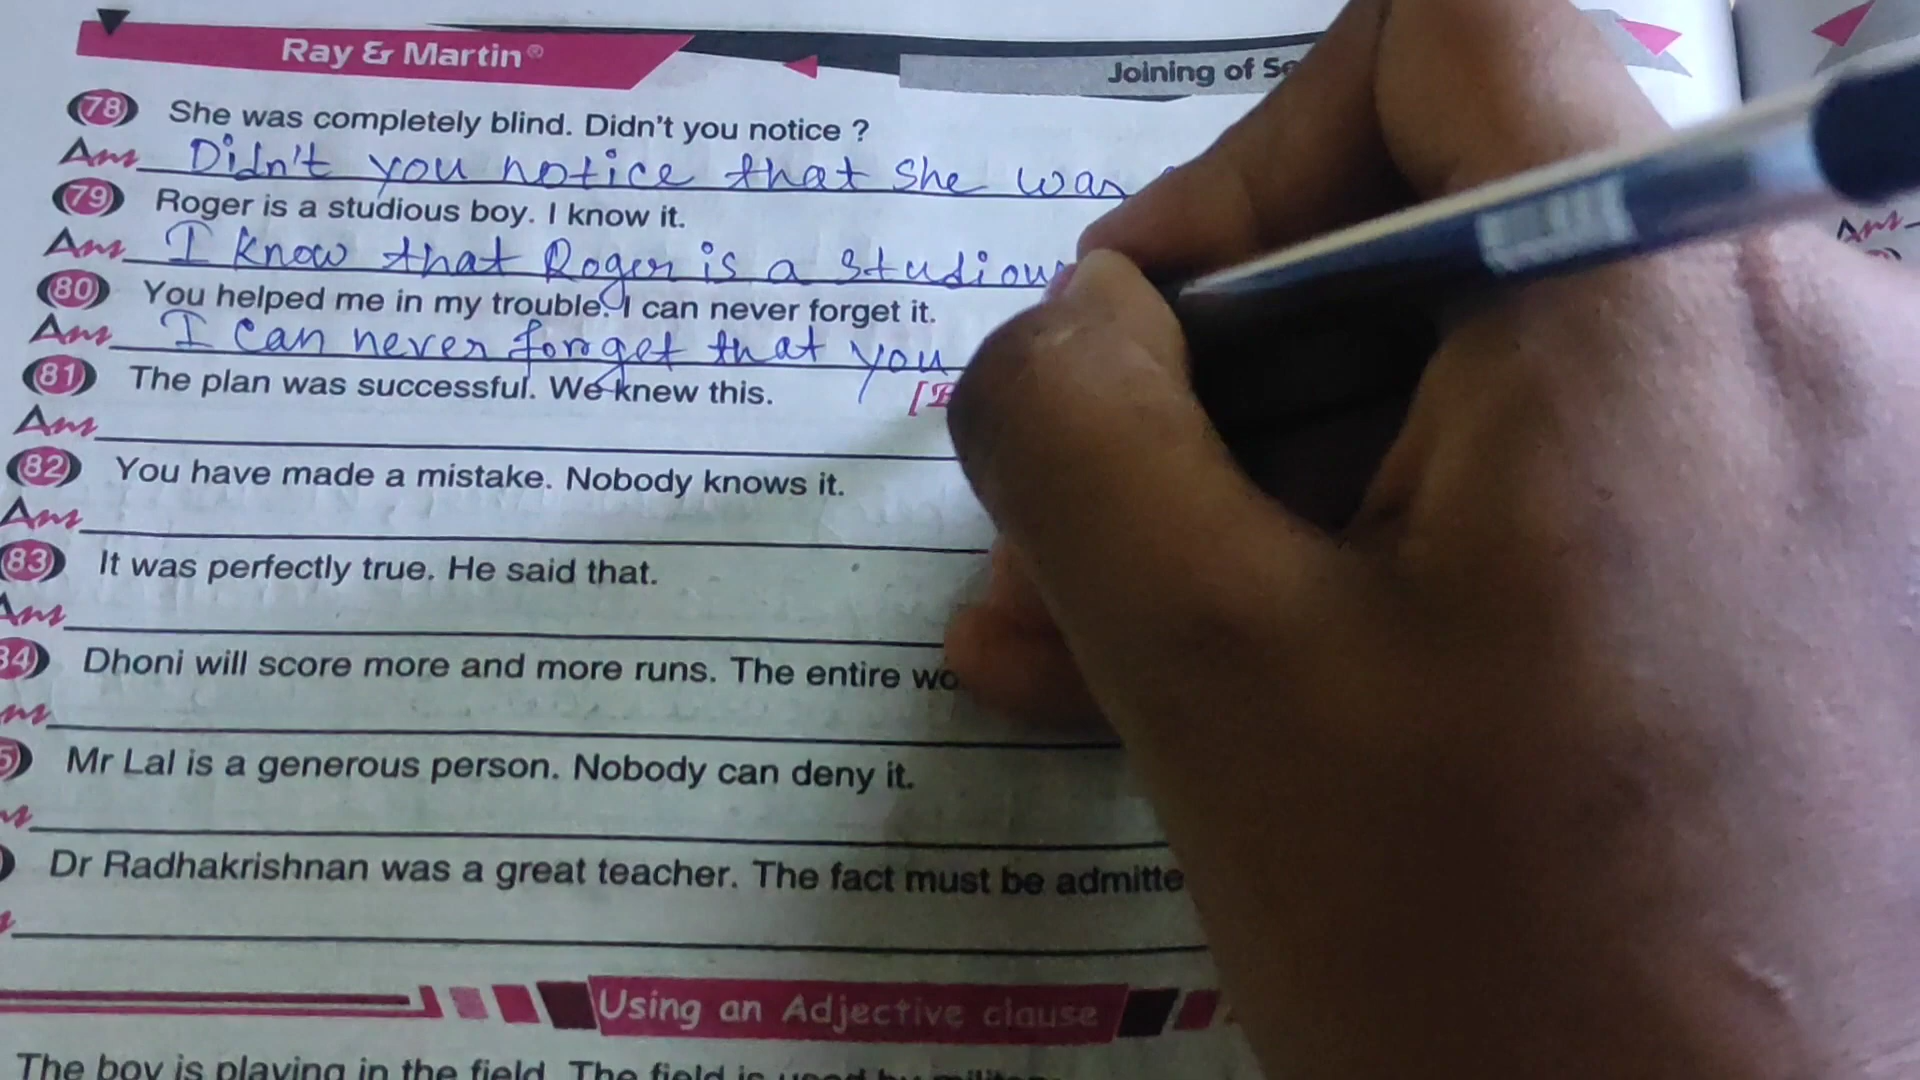 Ray & Martin®
Joining of
78 She was completely blind. Didn't you notice ?
Ans Didn't you notice that she was
79 Roger is a studious boy. I know it.
Ans I know that Roger is a studious
80 You helped me in my trouble. I can never forget it.
Ans I can never forget that you
81 The plan was successful. We knew this.
Ans
82 You have made a mistake. Nobody knows it.
Ans
83 It was perfectly true. He said that.
Ans
84 Dhoni will score more and more runs. The entire
Mr Lal is a generous person. Nobody can deny it.
Dr Radhakrishnan was a great teacher. The fact must be
Using an Adjective clause
The boy is playing in the field. The field is used by
Ans